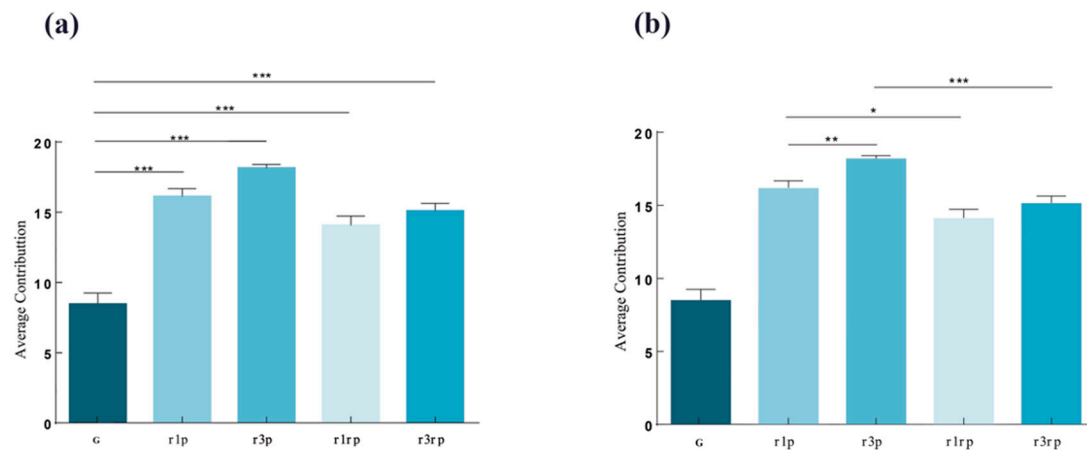 (a)
***
***
***
***
20
15
10
5
0
Average Contributtion
G
r1p
r3p
r1rp
r3rp
(b)
***
*
**
20
15
10
5
0
Average Contribution
G
r1p
r3p
r1rp
r3rp